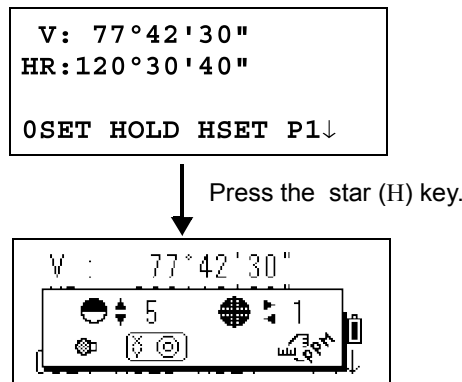 V: 77°42'30"
HR:120°30'40"
0SET HOLD HSET P1↓
Press the star (H) key.
V : 77°42'30"
5 1
PPM